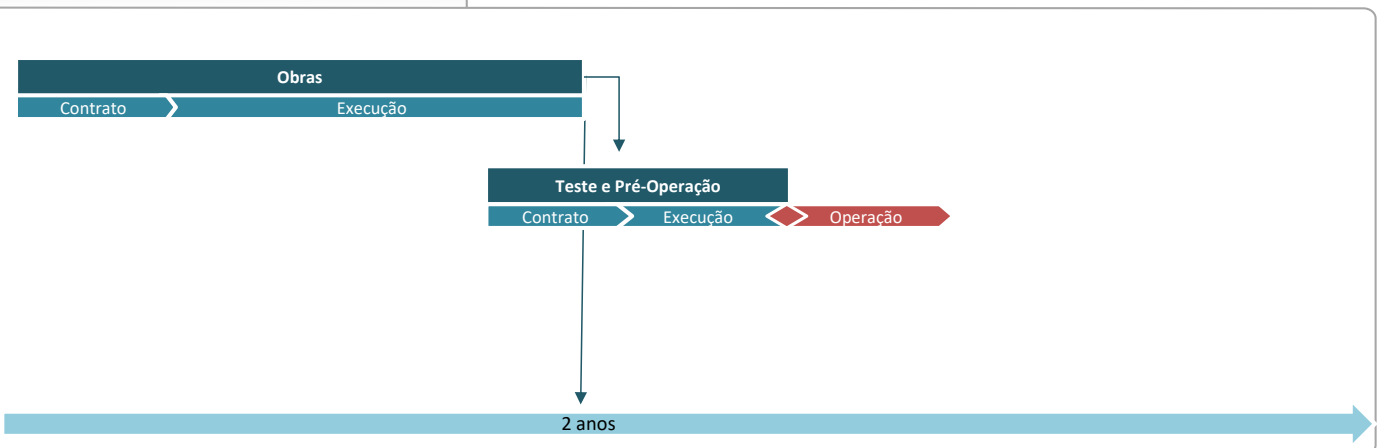 Obras
Contrato Execução
Teste e Pré-Operação
Contrato Execução Operação
2 anos